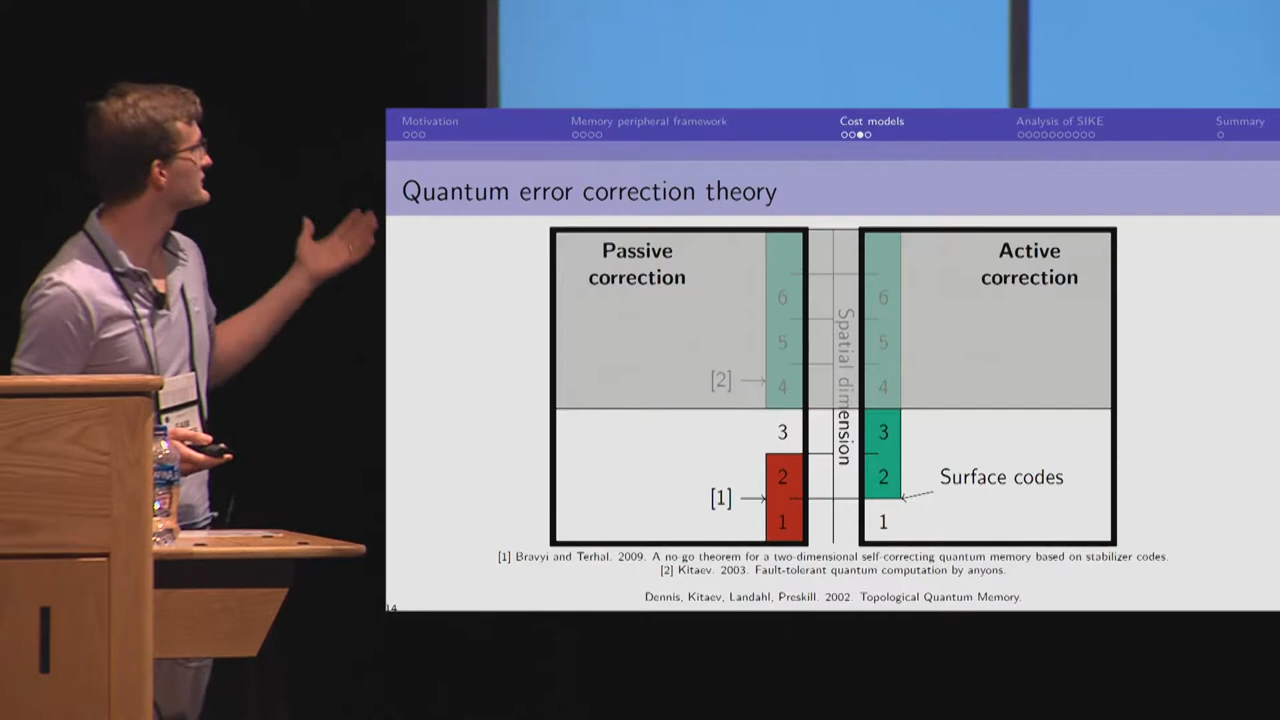 Motivation
Memory peripheral framework
Cost models
Analysis of SIKE
Summary
Quantum error correction theory
Passive
correction
6
5
[2]
4
3
2
[1]
1
Spatial dimension
Active
correction
6
5
4
3
2
Surface codes
1
[1] Bravyi and Terhal. 2009. A no-go theorem for a two-dimensional self-correcting quantum memory based on stabilizer codes.
[2] Kitaev. 2003. Fault-tolerant quantum computation by anyons.
Dennis, Kitaev, Landahl, Preskill. 2002. Topological Quantum Memory.
14